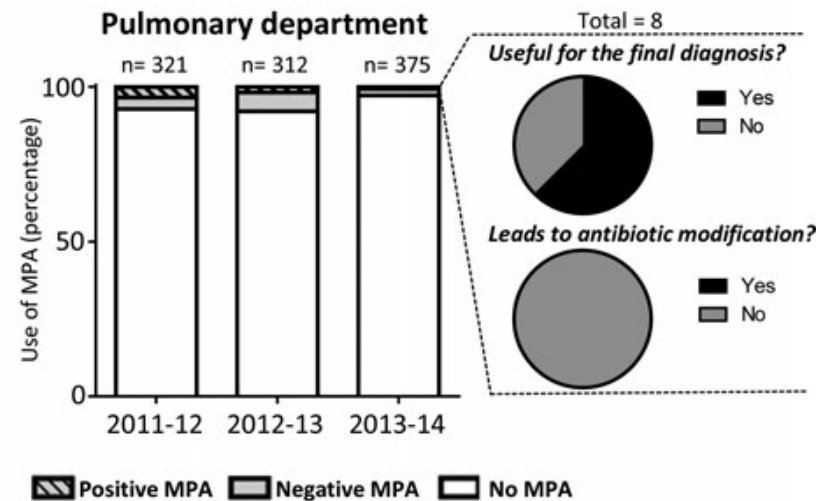 Pulmonary department
Total = 8
n= 321 n= 312 n= 375
Useful for the final diagnosis?
Yes
No
Leads to antibiotic modification?
Yes
No
Use of MPA (percentage)
100
50
0
2011-12 2012-13 2013-14
Positive MPA Negative MPA No MPA